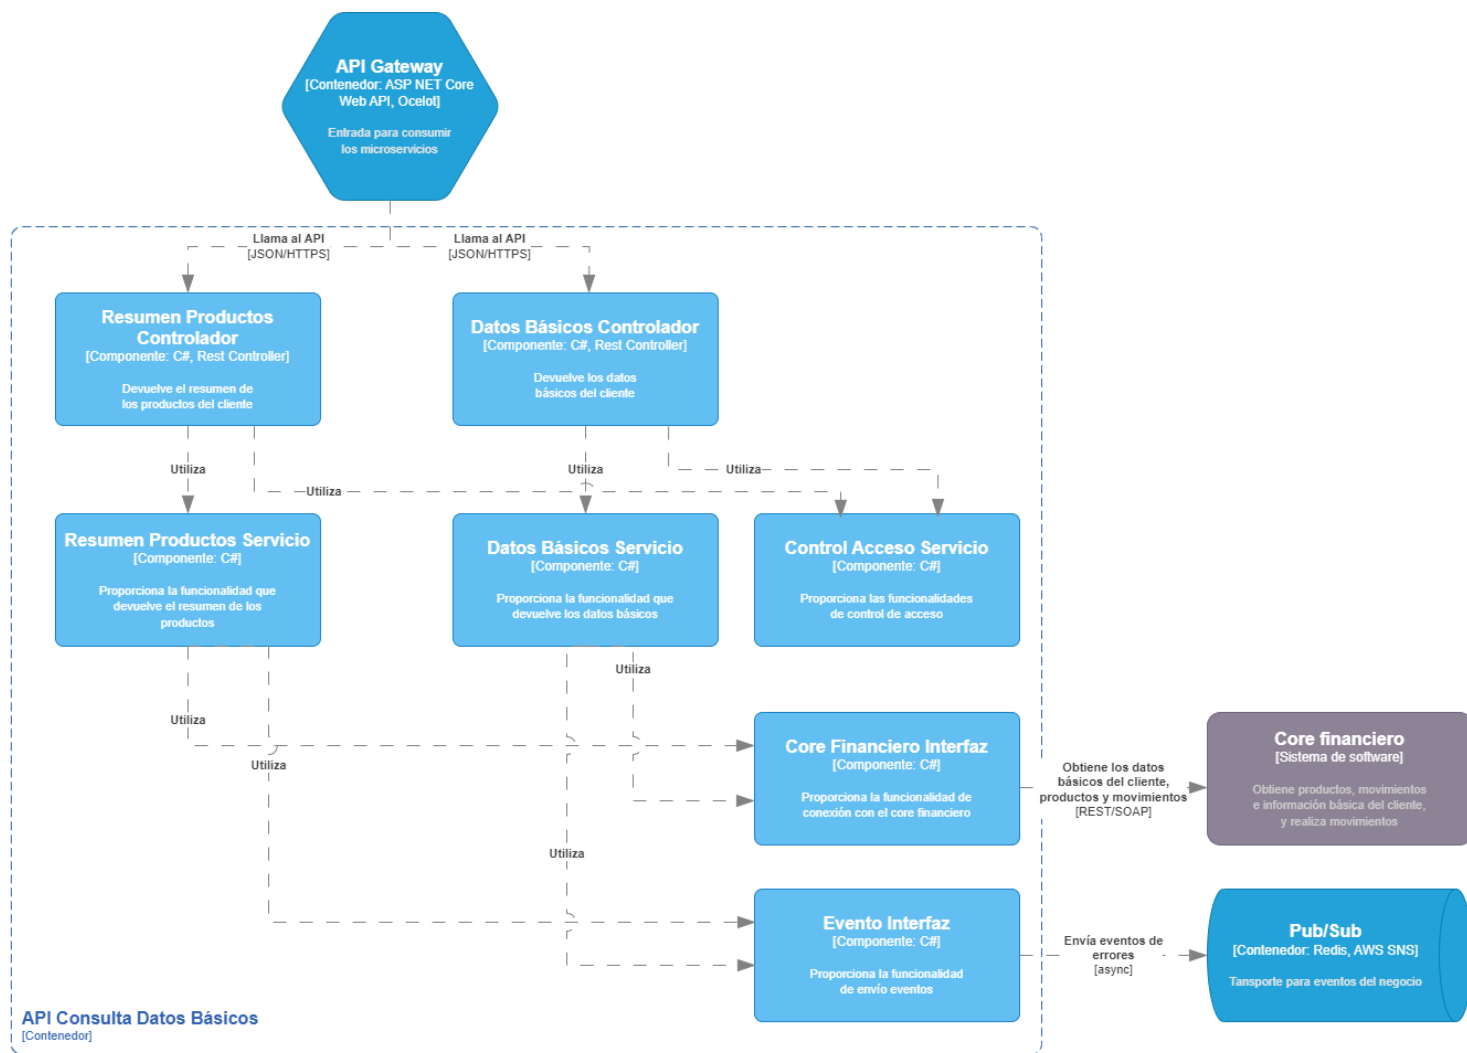 API Gateway
[Contenedor: ASP NET Core
Web API, Ocelot]
Entrada para consumir
los microservicios
Llama al API
[JSON/HTTPS]
Llama al API
[JSON/HTTPS]
Resumen Productos
Controlador
[Componente: C#, Rest Controller]
Devuelve el resumen de
los productos del cliente
Datos Básicos Controlador
[Componente: C#, Rest Controller]
Devuelve los datos
básicos del cliente
Utiliza
Utiliza
Utiliza
Utiliza
Resumen Productos Servicio
[Componente: C#]
Proporciona la funcionalidad que
devuelve el resumen de los
productos
Datos Básicos Servicio
[Componente: C#]
Proporciona la funcionalidad que
devuelve los datos básicos
Control Acceso Servicio
[Componente: C#]
Proporciona las funcionalidades
de control de acceso
Utiliza
Utiliza
Utiliza
Utiliza
Core Financiero Interfaz
[Componente: C#]
Proporciona la funcionalidad de
conexión con el core financiero
Obtiene los datos
básicos del cliente,
productos y movimientos
[REST/SOAP]
Core financiero
[Sistema de software]
Obtiene productos, movimientos
e información básica del cliente,
y realiza movimientos
Evento Interfaz
[Componente: C#]
Proporciona la funcionalidad
de envío eventos
Envía eventos de
errores
[async]
Pub/Sub
[Contenedor: Redis, AWS SNS]
Tansporte para eventos del negocio
API Consulta Datos Básicos
[Contenedor]